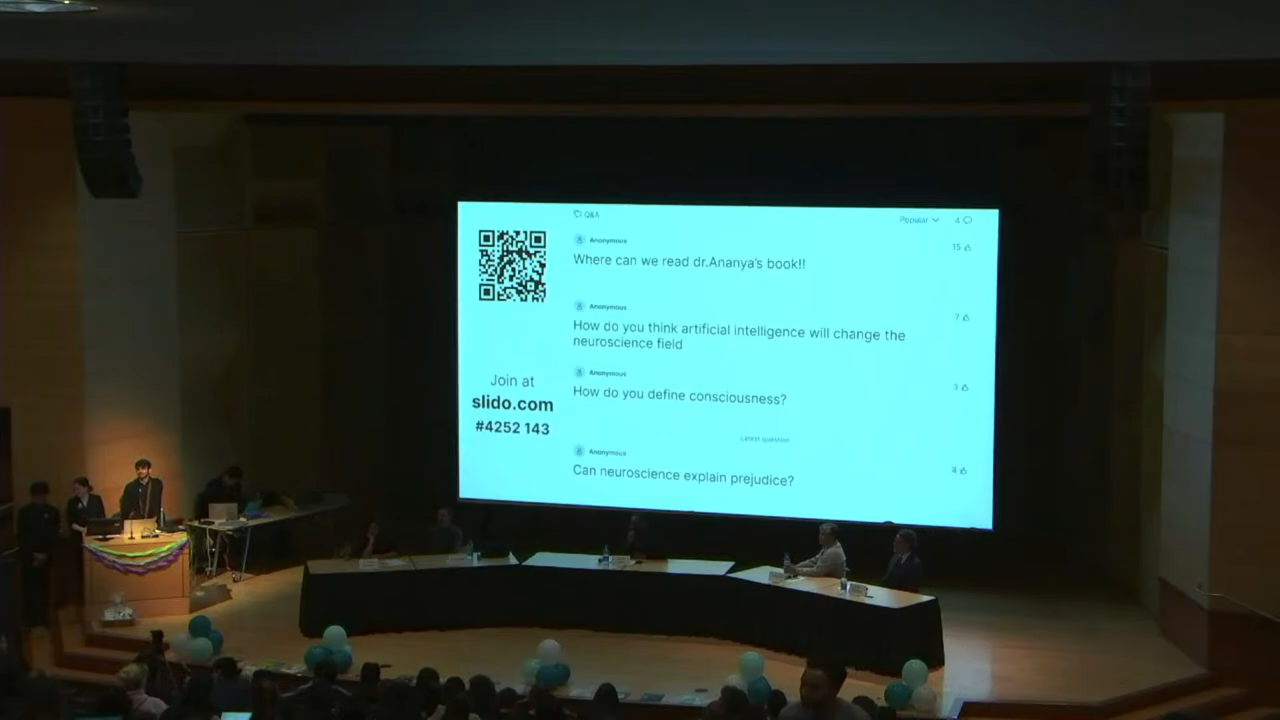 Q&A
Popular
4
Anonymous
15
Where can we read dr.Ananya's book!!
Anonymous
7
How do you think artificial intelligence will change the
neuroscience field
Anonymous
3
How do you define consciousness?
Join at
slido.com
#4252 143
Latest question
Anonymous
Can neuroscience explain prejudice?